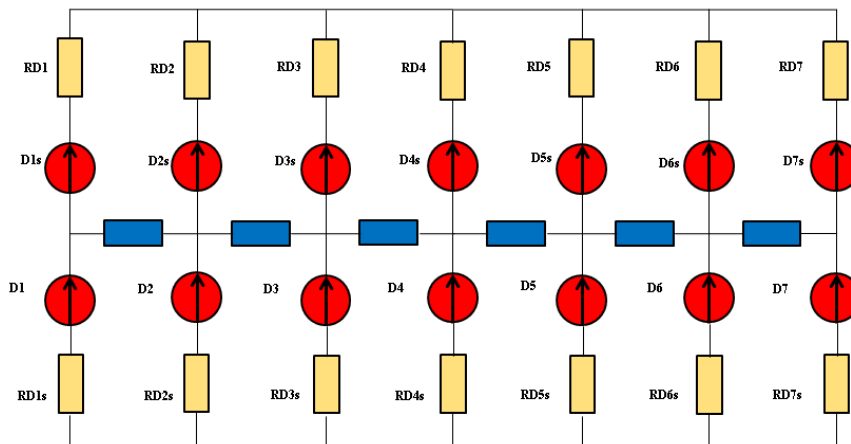 RD1 RD2 RD3 RD4 RD5 RD6 RD7
D1s D2s D3s D4s D5s D6s D7s
D1 D2 D3 D4 D5 D6 D7
RD1s RD2s RD3s RD4s RD5s RD6s RD7s